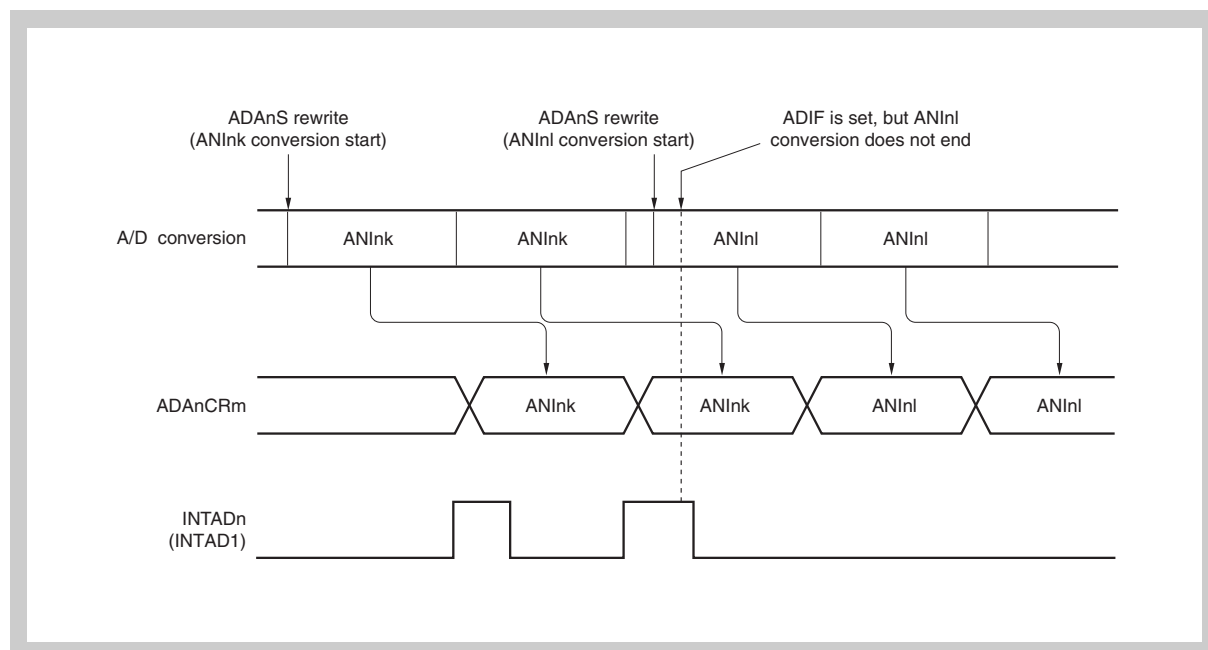 ADAnS rewrite
(ANInk conversion start)
ADAnS rewrite
(ANInl conversion start)
ADIF is set, but ANInl
conversion does not end
A/D conversion
ANInk
ANInk
ANInl
ANInl
ADAnCRm
ANInk
ANInk
ANInl
ANInl
INTADn
(INTAD1)